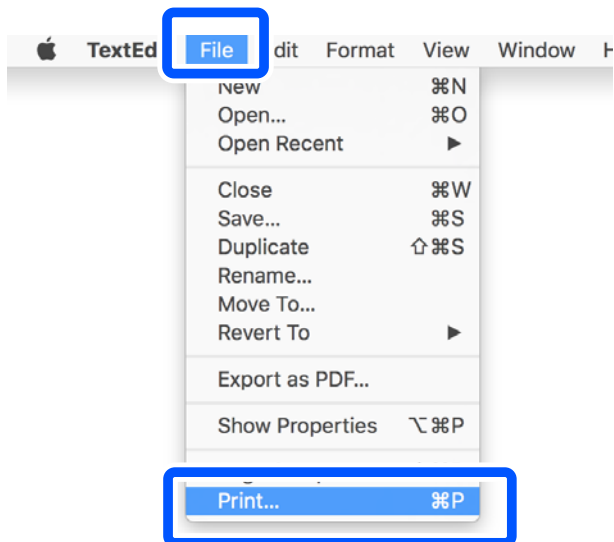 TextEd File dit Format View Window H
New ⌘N
Open... ⌘O
Open Recent ▶
Close ⌘W
Save... ⌘S
Duplicate ⇧⌘S
Rename...
Move To...
Revert To ▶
Export as PDF...
Show Properties ⌥⌘P
Print... ⌘P